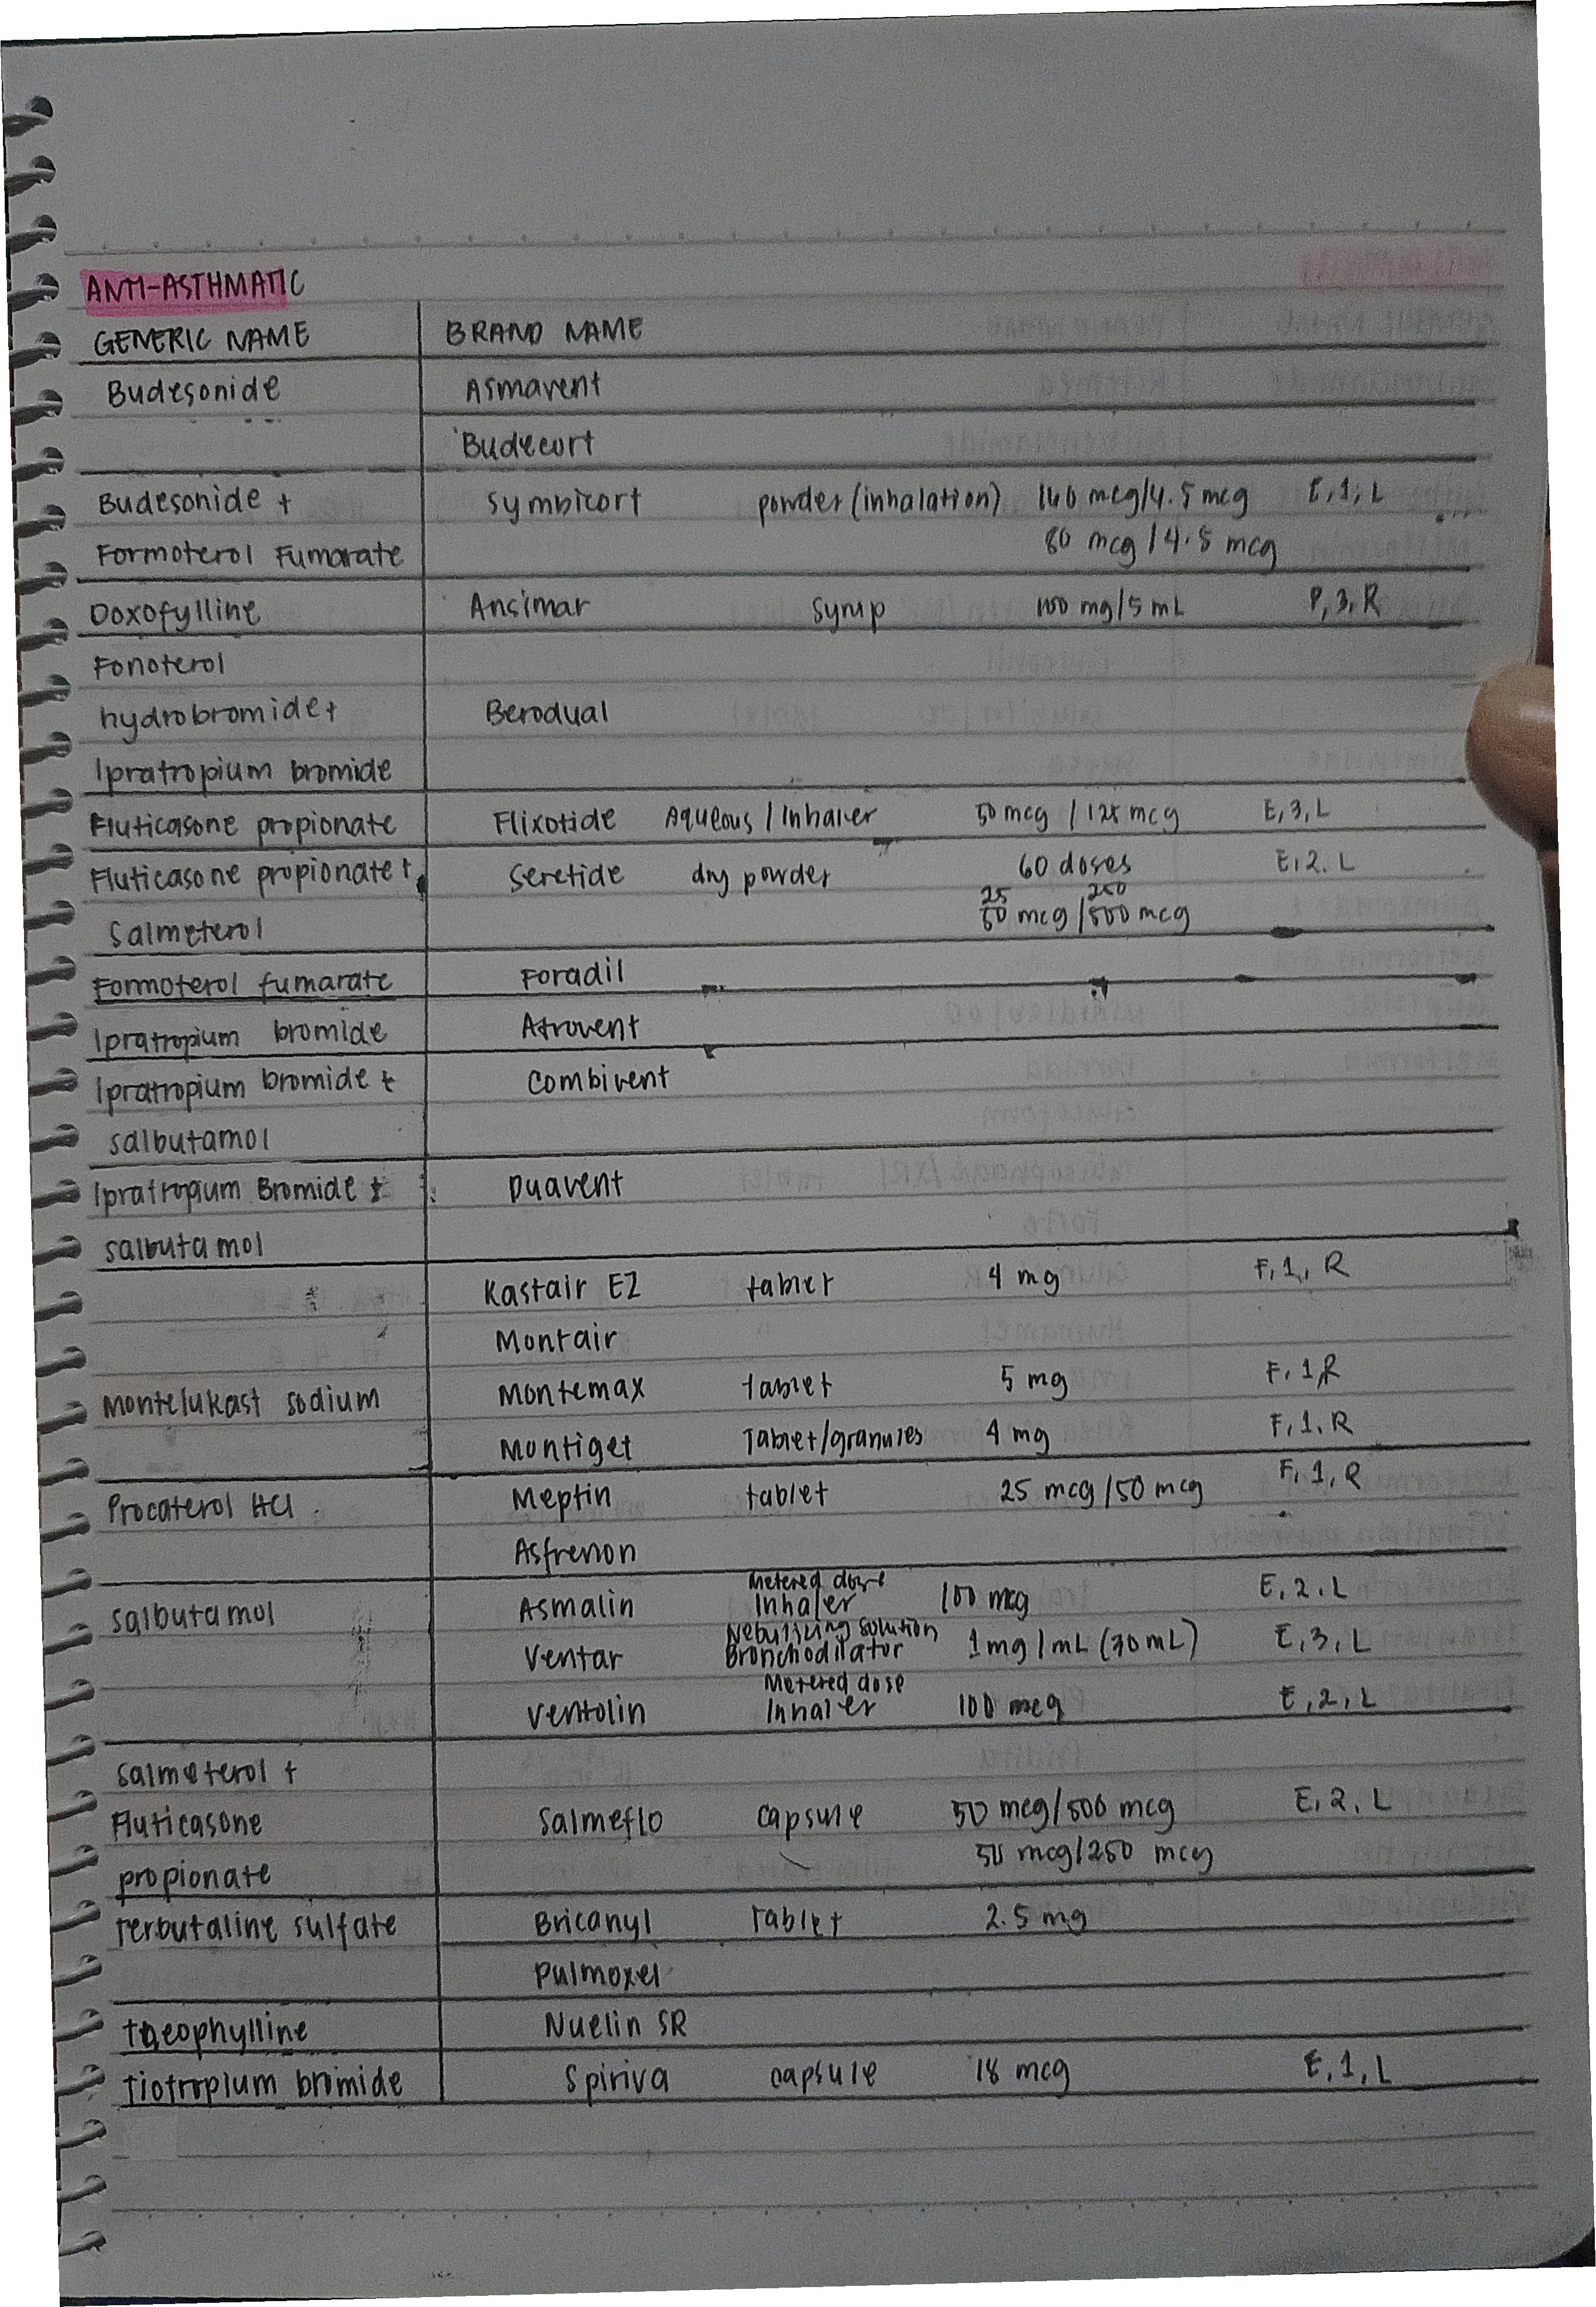 ANTI-ASTHMATIC
GENERIC NAME BRAND NAME
Budesonide Asmavent
Budecort
Budesonide + Symbicort powder (inhalation) 160 mcg/4.5 mcg E, 1, L
Formoterol Fumarate 80 mcg / 4.5 mcg
Doxofylline Ansimar Syrup 100 mg/5 mL P, 3, R
Fonoterol
hydrobromide + Berodual
Ipratropium bromide
Fluticasone propionate Flixotide Aqueous / Inhaler 50 mcg / 125 mcg E, 3, L
Fluticasone propionate + Seretide dry powder 60 doses E, 2. L
25 250
Salmeterol 50 mcg / 500 mcg
Formoterol fumarate Foradil
Ipratropium bromide Atrovent
Ipratropium bromide + Combivent
salbutamol
Ipratropium Bromide + Duavent
salbutamol
Kastair EZ tablet 4 mg F, 1, R
Montair
Montelukast sodium Montemax tablet 5 mg F, 1, R
Montiget Tablet/granules 4 mg F, 1, R
Procaterol HCl Meptin tablet 25 mcg / 50 mcg F, 1, R
Asfrenon
Metered dose
salbutamol Asmalin Inhaler 100 mcg E, 2. L
Nebulizing solution
Ventar Bronchodilator 1 mg / mL (30 mL) E, 3, L
Metered dose
Ventolin Inhaler 100 mcg E, 2, L
Salmeterol +
Fluticasone Salmeflo capsule 50 mcg/500 mcg E, 2, L
propionate 50 mcg/250 mcg
Terbutaline sulfate Bricanyl Tablet 2.5 mg
Pulmoxel
theophylline Nuelin SR
Tiotropium bromide Spiriva capsule 18 mcg E, 1, L